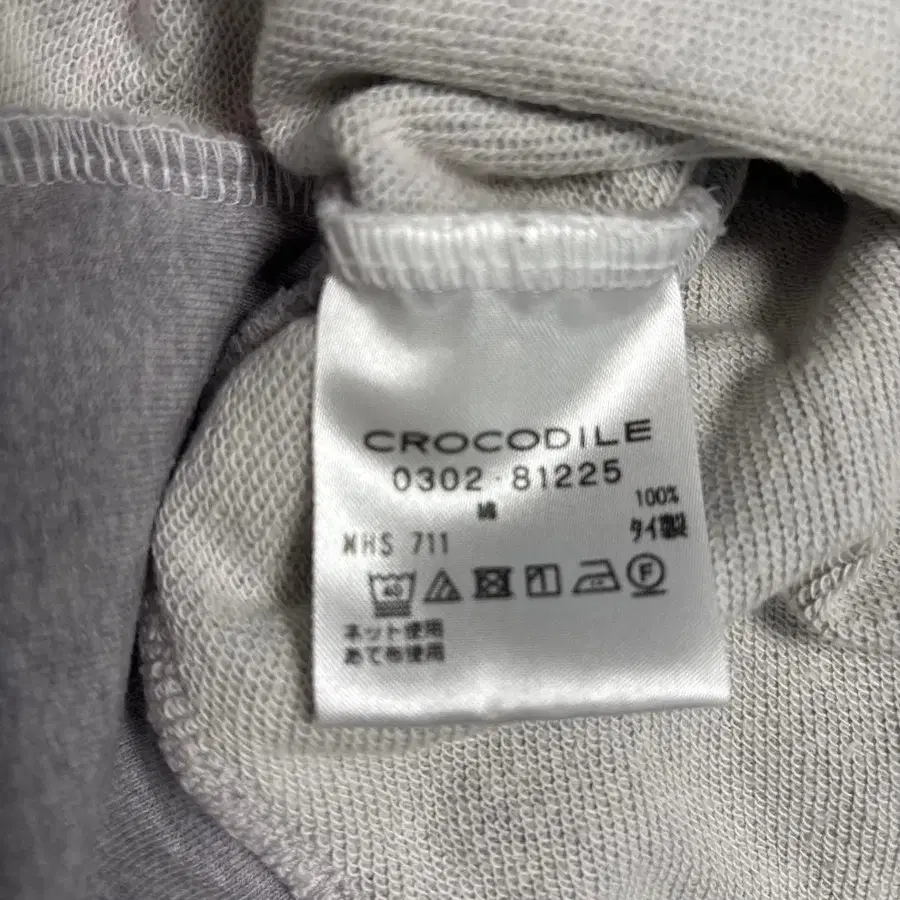 CROCODILE
0302-81225
綿 100%
WHS 711 タイ製
40 F
ネット使用
あて布使用